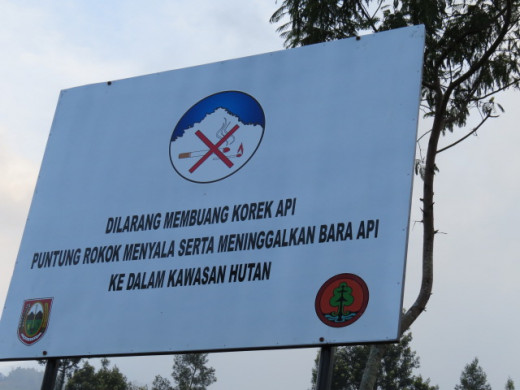 DILARANG MEMBUANG KOREK API
PUNTUNG ROKOK MENYALA SERTA MENINGGALKAN BARA API
KE DALAM KAWASAN HUTAN